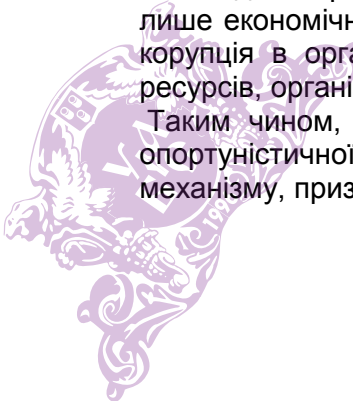 лише економічн
корупція в орга
ресурсів, органі
Таким чином,
опортуністичної
механізму, приз